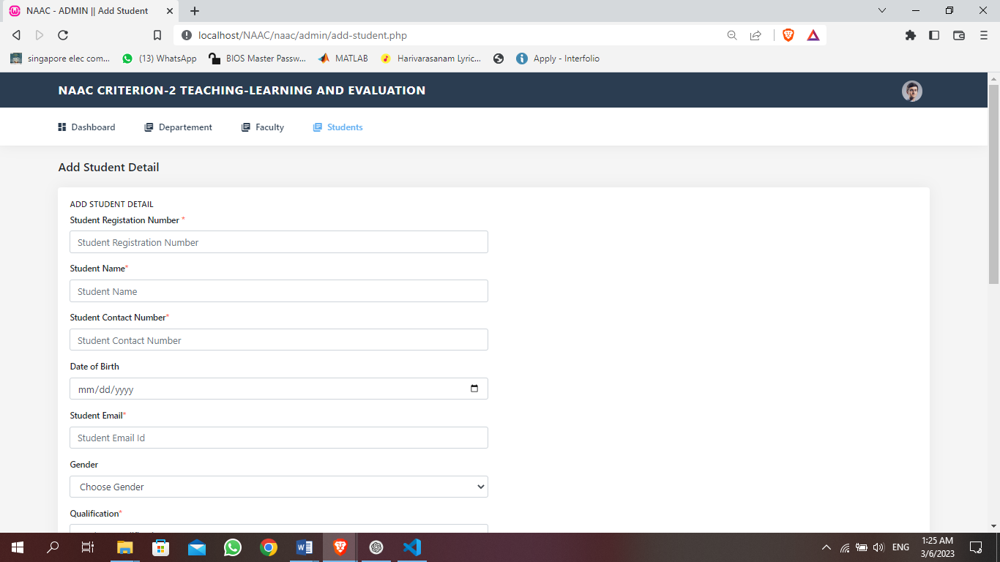 NAAC - ADMIN || Add Student
localhost/NAAC/naac/admin/add-student.php
singapore elec com... (13) WhatsApp BIOS Master Passw... MATLAB Harivarasanam Lyric... Apply - Interfolio
NAAC CRITERION-2 TEACHING-LEARNING AND EVALUATION
Dashboard Departement Faculty Students
Add Student Detail
ADD STUDENT DETAIL
Student Registation Number *
Student Registration Number
Student Name*
Student Name
Student Contact Number*
Student Contact Number
Date of Birth
mm/dd/yyyy
Student Email*
Student Email Id
Gender
Choose Gender
Qualification*
ENG
1:25 AM
3/6/2023